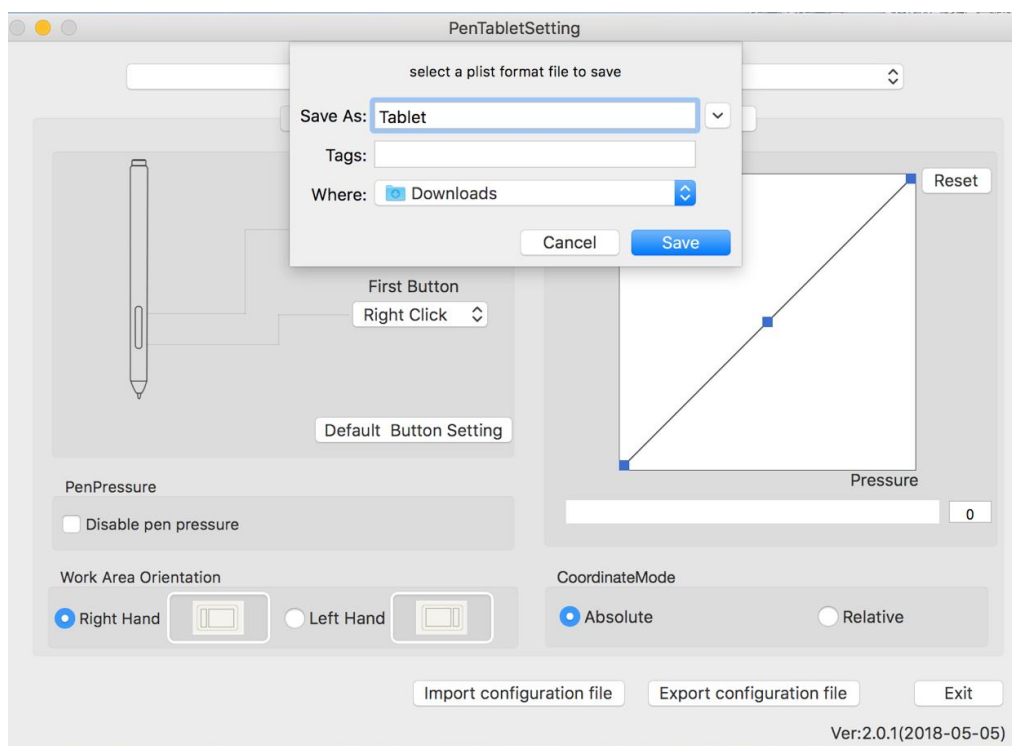 PenTabletSetting
select a plist format file to save
Save As: Tablet
Tags:
Where: Downloads
Cancel Save
Reset
First Button
Right Click
Default Button Setting
Pressure
0
PenPressure
Disable pen pressure
Work Area Orientation
Right Hand Left Hand
CoordinateMode
Absolute Relative
Import configuration file Export configuration file Exit
Ver:2.0.1(2018-05-05)